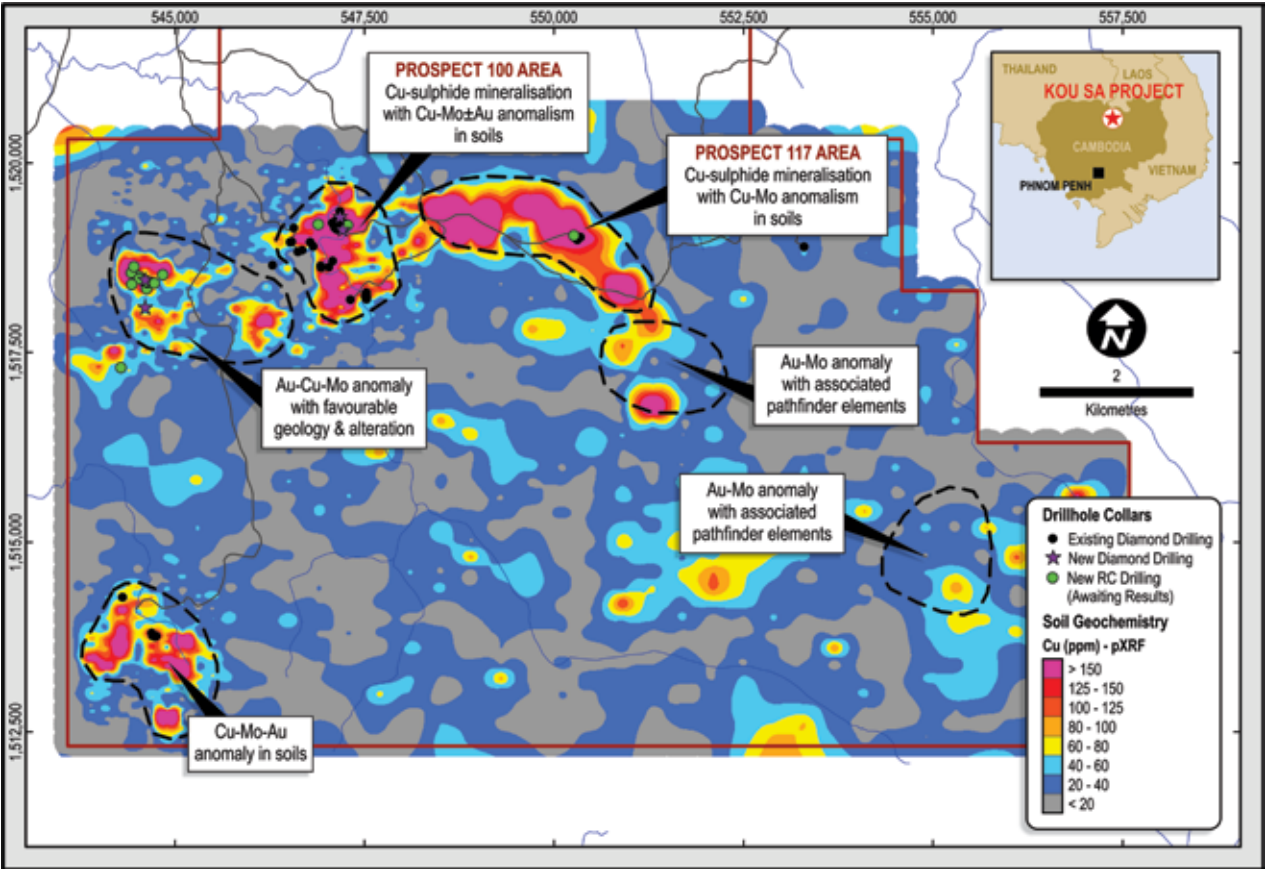 545,000
547,500
550,000
552,500
555,000
557,500
1,520,000
1,517,500
1,515,000
1,512,500
PROSPECT 100 AREA
Cu-sulphide mineralisation
with Cu-Mo±Au anomalism
in soils
PROSPECT 117 AREA
Cu-sulphide mineralisation
with Cu-Mo anomalism
in soils
THAILAND
LAOS
KOU SA PROJECT
CAMBODIA
VIETNAM
PHNOM PENH
N
2
Kilometres
Au-Cu-Mo anomaly
with favourable
geology & alteration
Au-Mo anomaly
with associated
pathfinder elements
Au-Mo anomaly
with associated
pathfinder elements
Cu-Mo-Au
anomaly in soils
Drillhole Collars
Existing Diamond Drilling
New Diamond Drilling
New RC Drilling
(Awaiting Results)
Soil Geochemistry
Cu (ppm) - pXRF
> 150
125 - 150
100 - 125
80 - 100
60 - 80
40 - 60
20 - 40
< 20